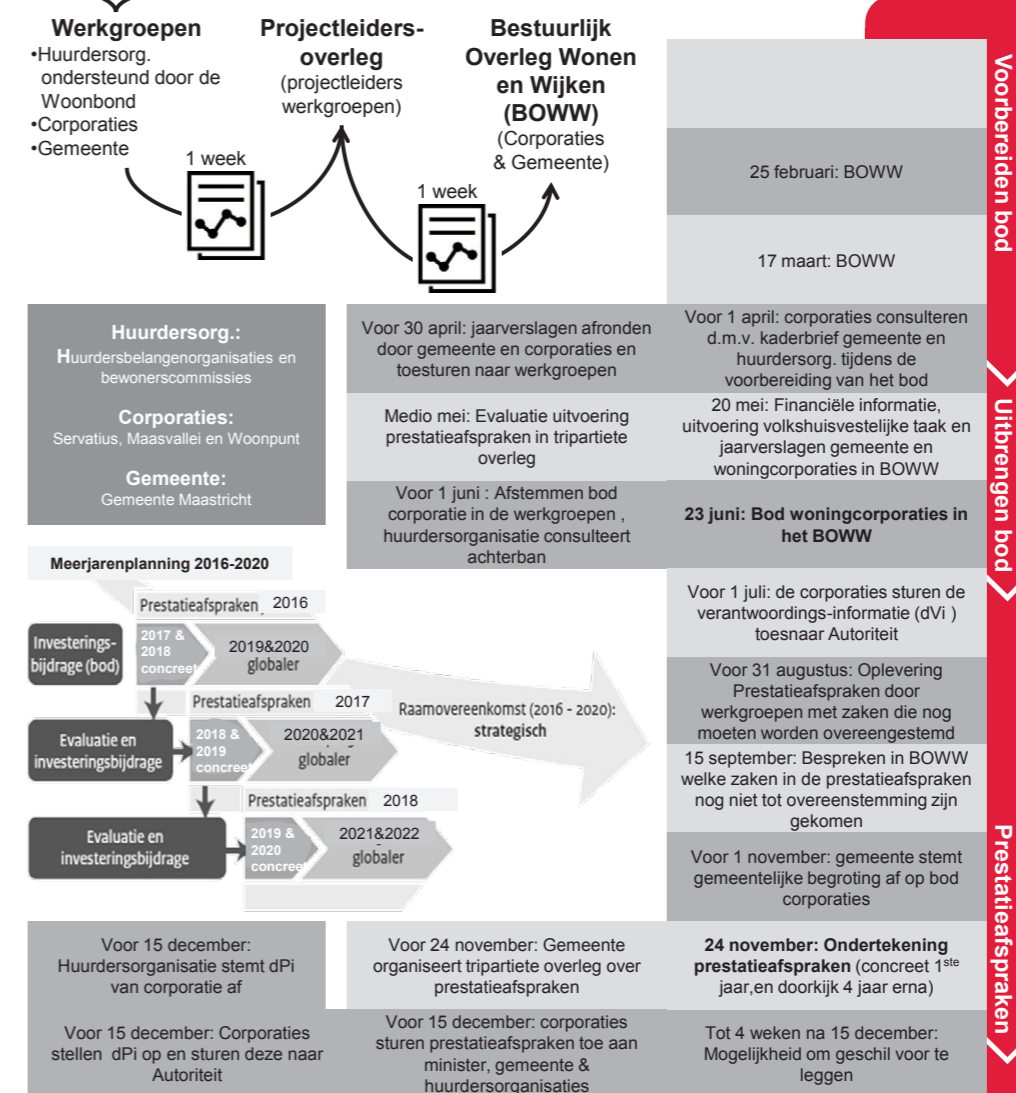 Werkgroepen
•Huurdersorg.
ondersteund door de
Woonbond
•Corporaties
•Gemeente
1 week
Projectleiders-
overleg
(projectleiders
werkgroepen)
1 week
Bestuurlijk
Overleg Wonen
en Wijken
(BOWW)
(Corporaties
& Gemeente)
Voorbereiden bod
25 februari: BOWW
17 maart: BOWW
Huurdersorg.:
Huurdersbelangenorganisaties en
bewonerscommissies
Corporaties:
Servatius, Maasvallei en Woonpunt
Gemeente:
Gemeente Maastricht
Voor 30 april: jaarverslagen afronden
door gemeente en corporaties en
toesturen naar werkgroepen
Voor 1 april: corporaties consulteren
d.m.v. kaderbrief gemeente en
huurdersorg. tijdens de
voorbereiding van het bod
Medio mei: Evaluatie uitvoering
prestatieafspraken in tripartiete
overleg
20 mei: Financiële informatie,
uitvoering volkshuisvestelijke taak en
jaarverslagen gemeente en
woningcorporaties in BOWW
Uitbrengen bod
Voor 1 juni : Afstemmen bod
corporatie in de werkgroepen ,
huurdersorganisatie consulteert
achterban
23 juni: Bod woningcorporaties in
het BOWW
Meerjarenplanning 2016-2020
Prestatieafspraken 2016
Investerings-
bijdrage (bod)
2017 &
2018
concreet
2019&2020
globaler
Prestatieafspraken 2017
Evaluatie en
investeringsbijdrage
2018 &
2019
concreet
2020&2021
globaler
Prestatieafspraken 2018
Evaluatie en
investeringsbijdrage
2019 &
2020
concreet
2021&2022
globaler
Raamovereenkomst (2016 - 2020):
strategisch
Voor 1 juli: de corporaties sturen de
verantwoordings-informatie (dVi )
toesnaar Autoriteit
Voor 31 augustus: Oplevering
Prestatieafspraken door
werkgroepen met zaken die nog
moeten worden overeengestemd
15 september: Bespreken in BOWW
welke zaken in de prestatieafspraken
nog niet tot overeenstemming zijn
gekomen
Voor 1 november: gemeente stemt
gemeentelijke begroting af op bod
corporaties
Prestatieafspraken
Voor 15 december:
Huurdersorganisatie stemt dPi
van corporatie af
Voor 24 november: Gemeente
organiseert tripartiete overleg over
prestatieafspraken
24 november: Ondertekening
prestatieafspraken (concreet 1ste
jaar,en doorkijk 4 jaar erna)
Voor 15 december: Corporaties
stellen dPi op en sturen deze naar
Autoriteit
Voor 15 december: corporaties
sturen prestatieafspraken toe aan
minister, gemeente &
huurdersorganisaties
Tot 4 weken na 15 december:
Mogelijkheid om geschil voor te
leggen